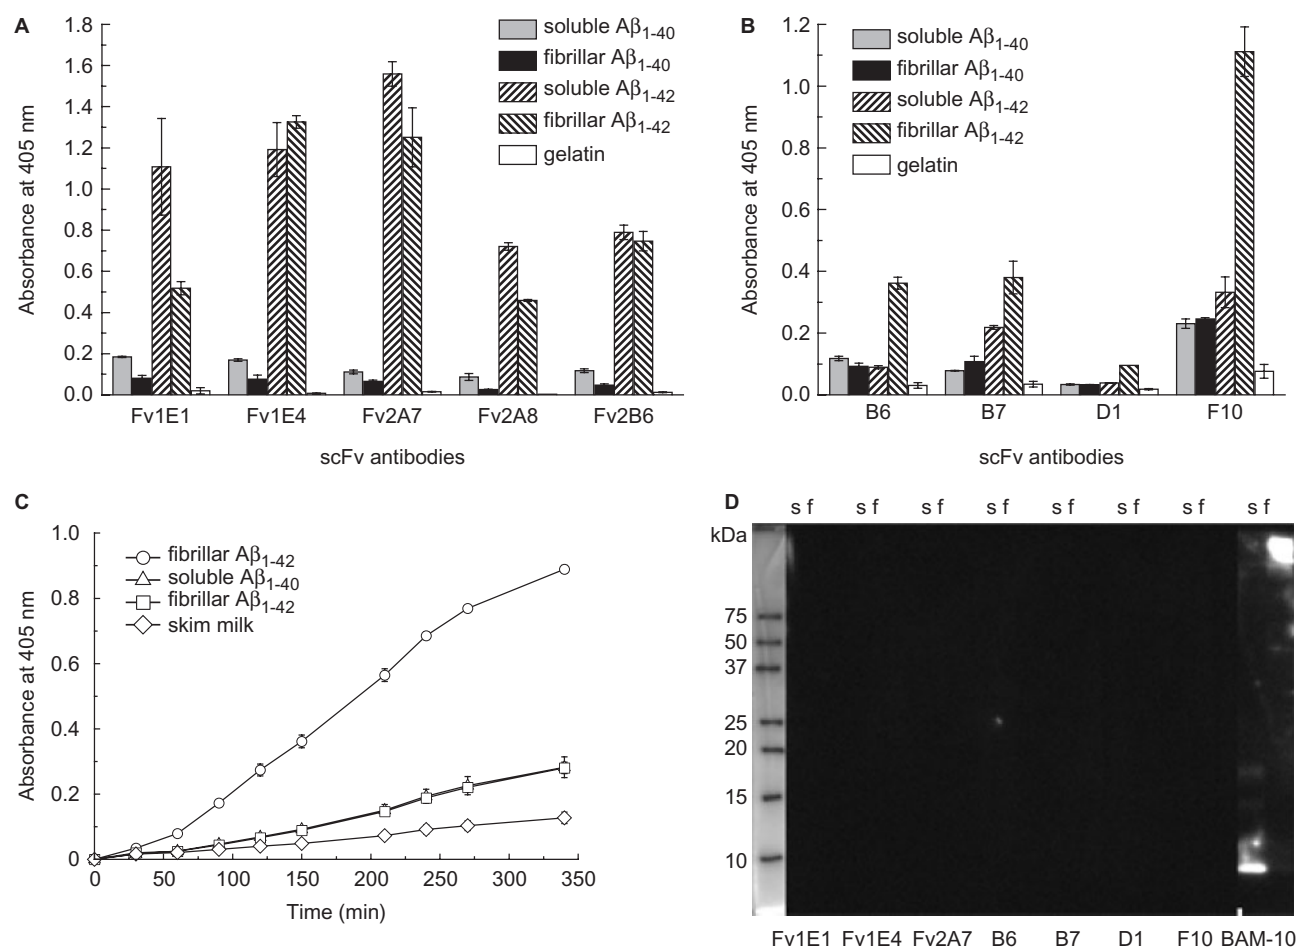 A
1.8
1.6
1.4
1.2
1.0
0.8
0.6
0.4
0.2
0.0
Absorbance at 405 nm
soluble Aβ1-40
fibrillar Aβ1-40
soluble Aβ1-42
fibrillar Aβ1-42
gelatin
Fv1E1 Fv1E4 Fv2A7 Fv2A8 Fv2B6
scFv antibodies
B
1.2
1.0
0.8
0.6
0.4
0.2
0.0
Absorbance at 405 nm
soluble Aβ1-40
fibrillar Aβ1-40
soluble Aβ1-42
fibrillar Aβ1-42
gelatin
B6 B7 D1 F10
scFv antibodies
C
1.0
0.8
0.6
0.4
0.2
0
Absorbance at 405 nm
fibrillar Aβ1-42
soluble Aβ1-40
fibrillar Aβ1-42
skim milk
0 50 100 150 200 250 300 350
Time (min)
D
s f s f s f s f s f s f s f s f
kDa
75
50
37
25
20
15
10
Fv1E1 Fv1E4 Fv2A7 B6 B7 D1 F10 BAM-10